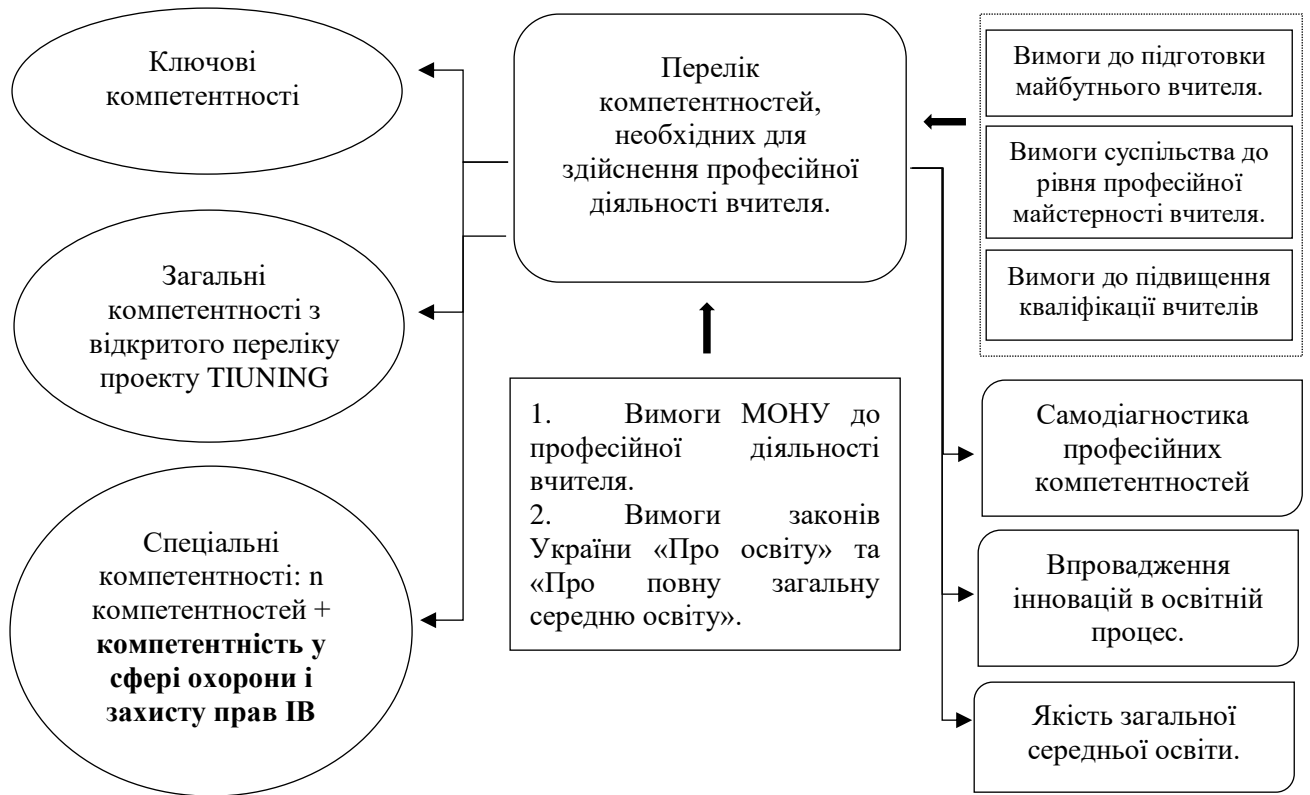 Ключові
компетентності
Загальні
компетентності з
відкритого переліку
проекту TIUNING
Спеціальні
компетентності: n
компетентностей +
компетентність у
сфері охорони і
захисту прав ІВ
Перелік
компетентностей,
необхідних для
здійснення професійної
діяльності вчителя.
1. Вимоги МОНУ до
професійної діяльності
вчителя.
2. Вимоги законів
України «Про освіту» та
«Про повну загальну
середню освіту».
Вимоги до підготовки
майбутнього вчителя.
Вимоги суспільства до
рівня професійної
майстерності вчителя.
Вимоги до підвищення
кваліфікації вчителів
Самодіагностика
професійних
компетентностей
Впровадження
інновацій в освітній
процес.
Якість загальної
середньої освіти.